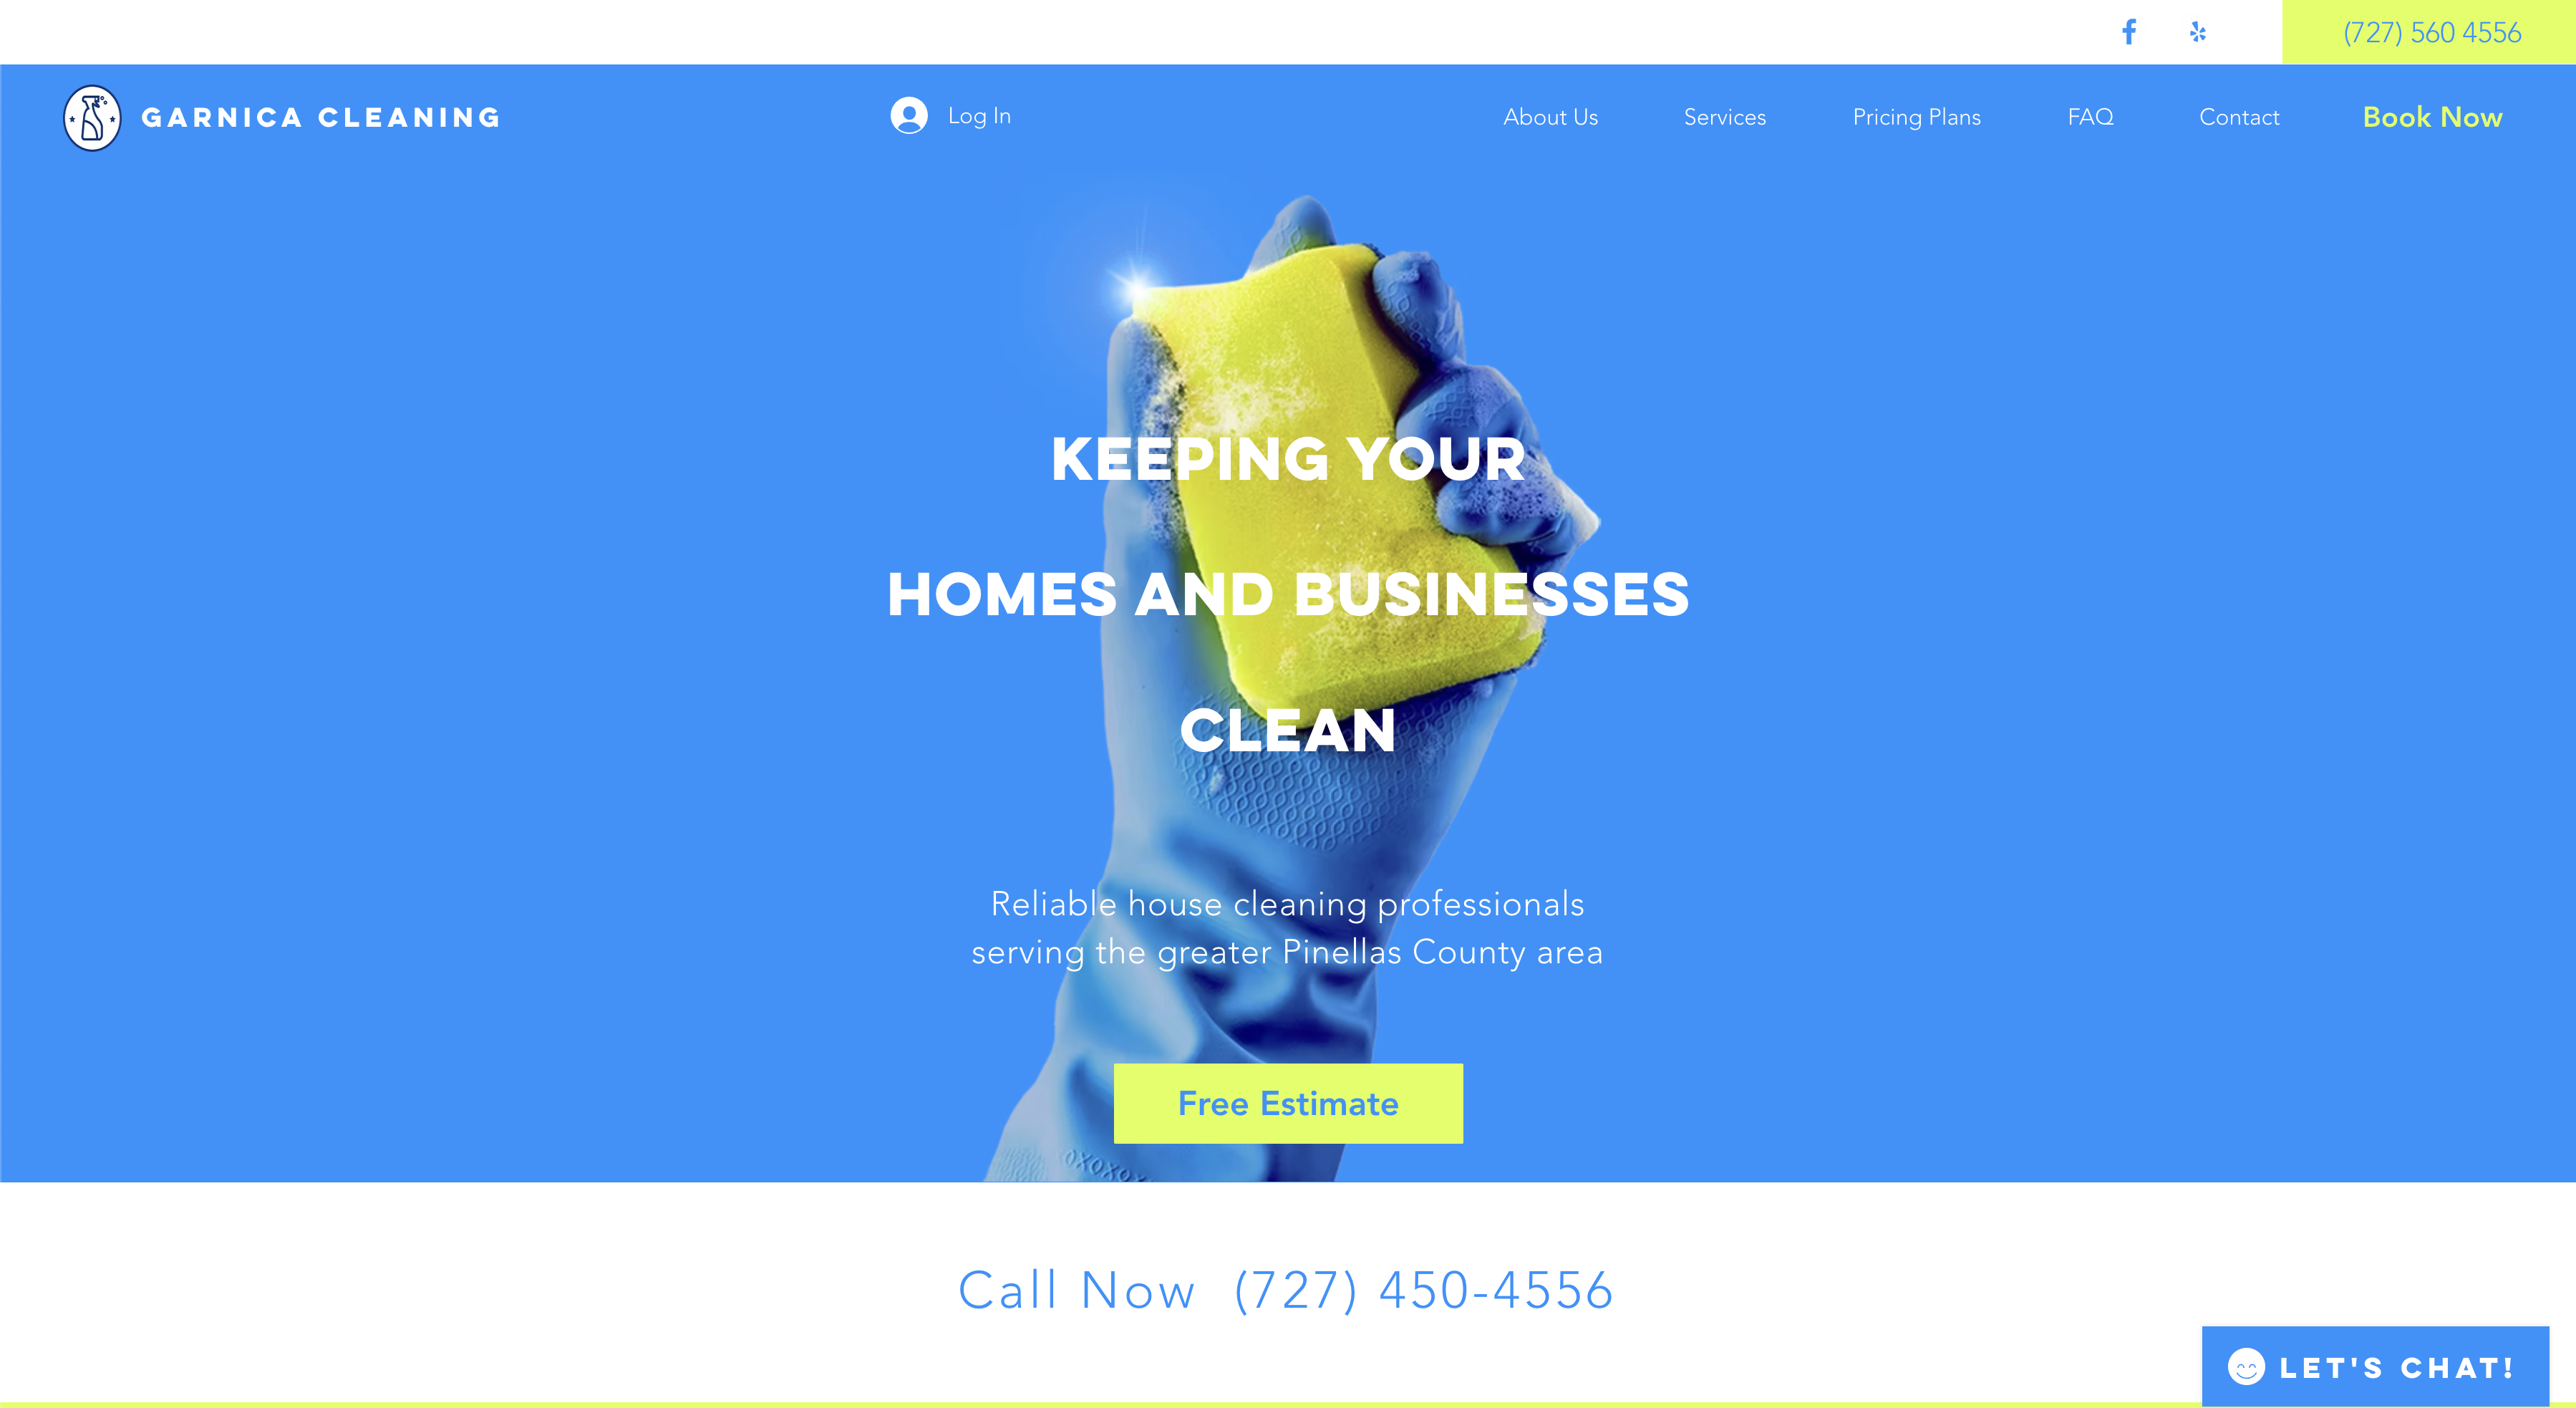 (727) 560 4556
GARNICA CLEANING
Log In
About Us
Services
Pricing Plans
FAQ
Contact
Book Now
KEEPING YOUR
HOMES AND BUSINESSES
CLEAN
Reliable house cleaning professionals
serving the greater Pinellas County area
Free Estimate
Call Now (727) 450-4556
LET'S CHAT!